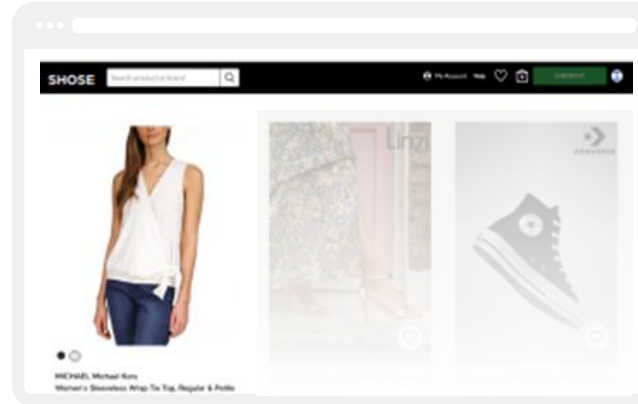 SHOSE Search product or brand My Account Help CHECKOUT
Linzi
CONVERSE
MICHAEL Michael Kors
Women's Sleeveless Wrap-Tie Top, Regular & Petite